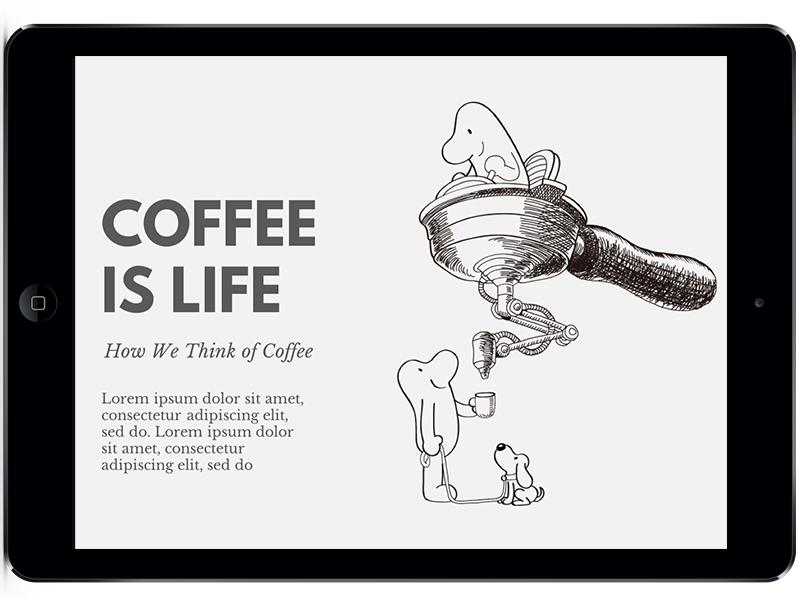 COFFEE
IS LIFE
How We Think of Coffee
Lorem ipsum dolor sit amet,
consectetur adipiscing elit,
sed do. Lorem ipsum dolor
sit amet, consectetur
adipiscing elit, sed do